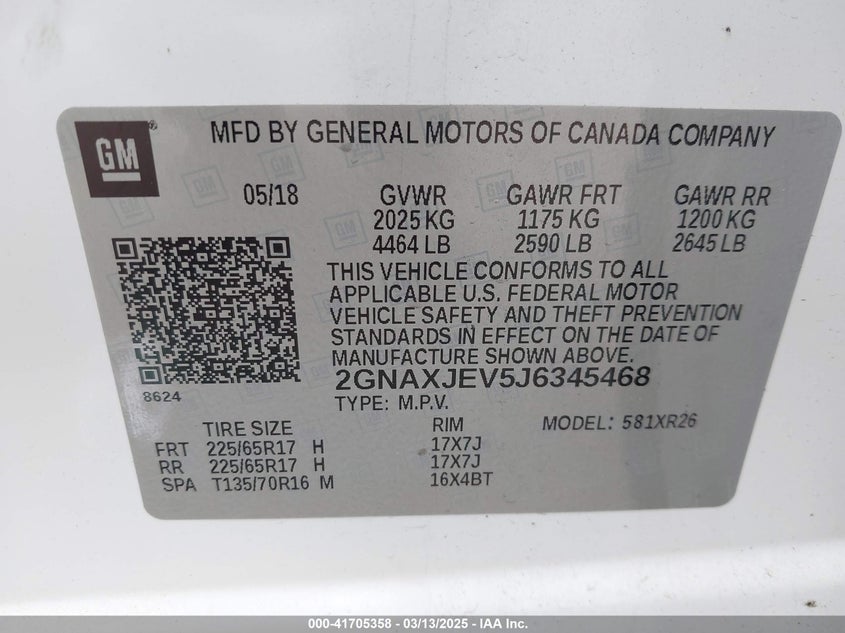 GM
MFD BY GENERAL MOTORS OF CANADA COMPANY
05/18 GVWR GAWR FRT GAWR RR
2025 KG 1175 KG 1200 KG
4464 LB 2590 LB 2645 LB
THIS VEHICLE CONFORMS TO ALL
APPLICABLE U.S. FEDERAL MOTOR
VEHICLE SAFETY AND THEFT PREVENTION
STANDARDS IN EFFECT ON THE DATE OF
MANUFACTURE SHOWN ABOVE.
2GNAXJEV5J6345468
8624
TYPE: M.P.V.
TIRE SIZE RIM MODEL: 581XR26
FRT 225/65R17 H 17X7J
RR 225/65R17 H 17X7J
SPA T135/70R16 M 16X4BT
000-41705358 - 03/13/2025 - IAA Inc.